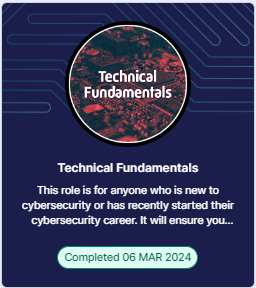 Technical
Fundamentals
Technical Fundamentals
This role is for anyone who is new to
cybersecurity or has recently started their
cybersecurity career. It will ensure you...
Completed 06 MAR 2024